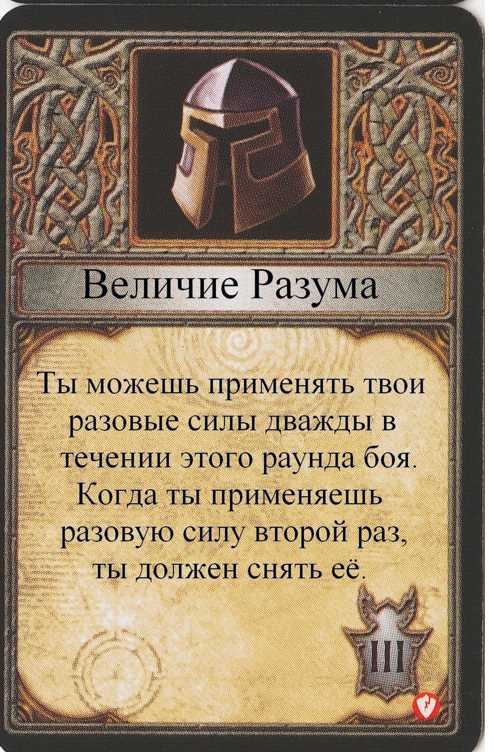 Величие Разума
Ты можешь применять твои
разовые силы дважды в
течении этого раунда боя.
Когда ты применяешь
разовую силу второй раз,
ты должен снять её.
III